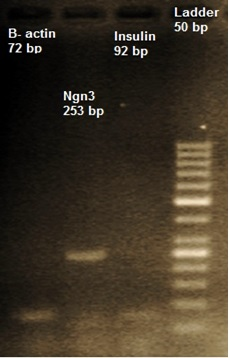 B- actin
72 bp
Ngn3
253 bp
Insulin
92 bp
Ladder
50 bp